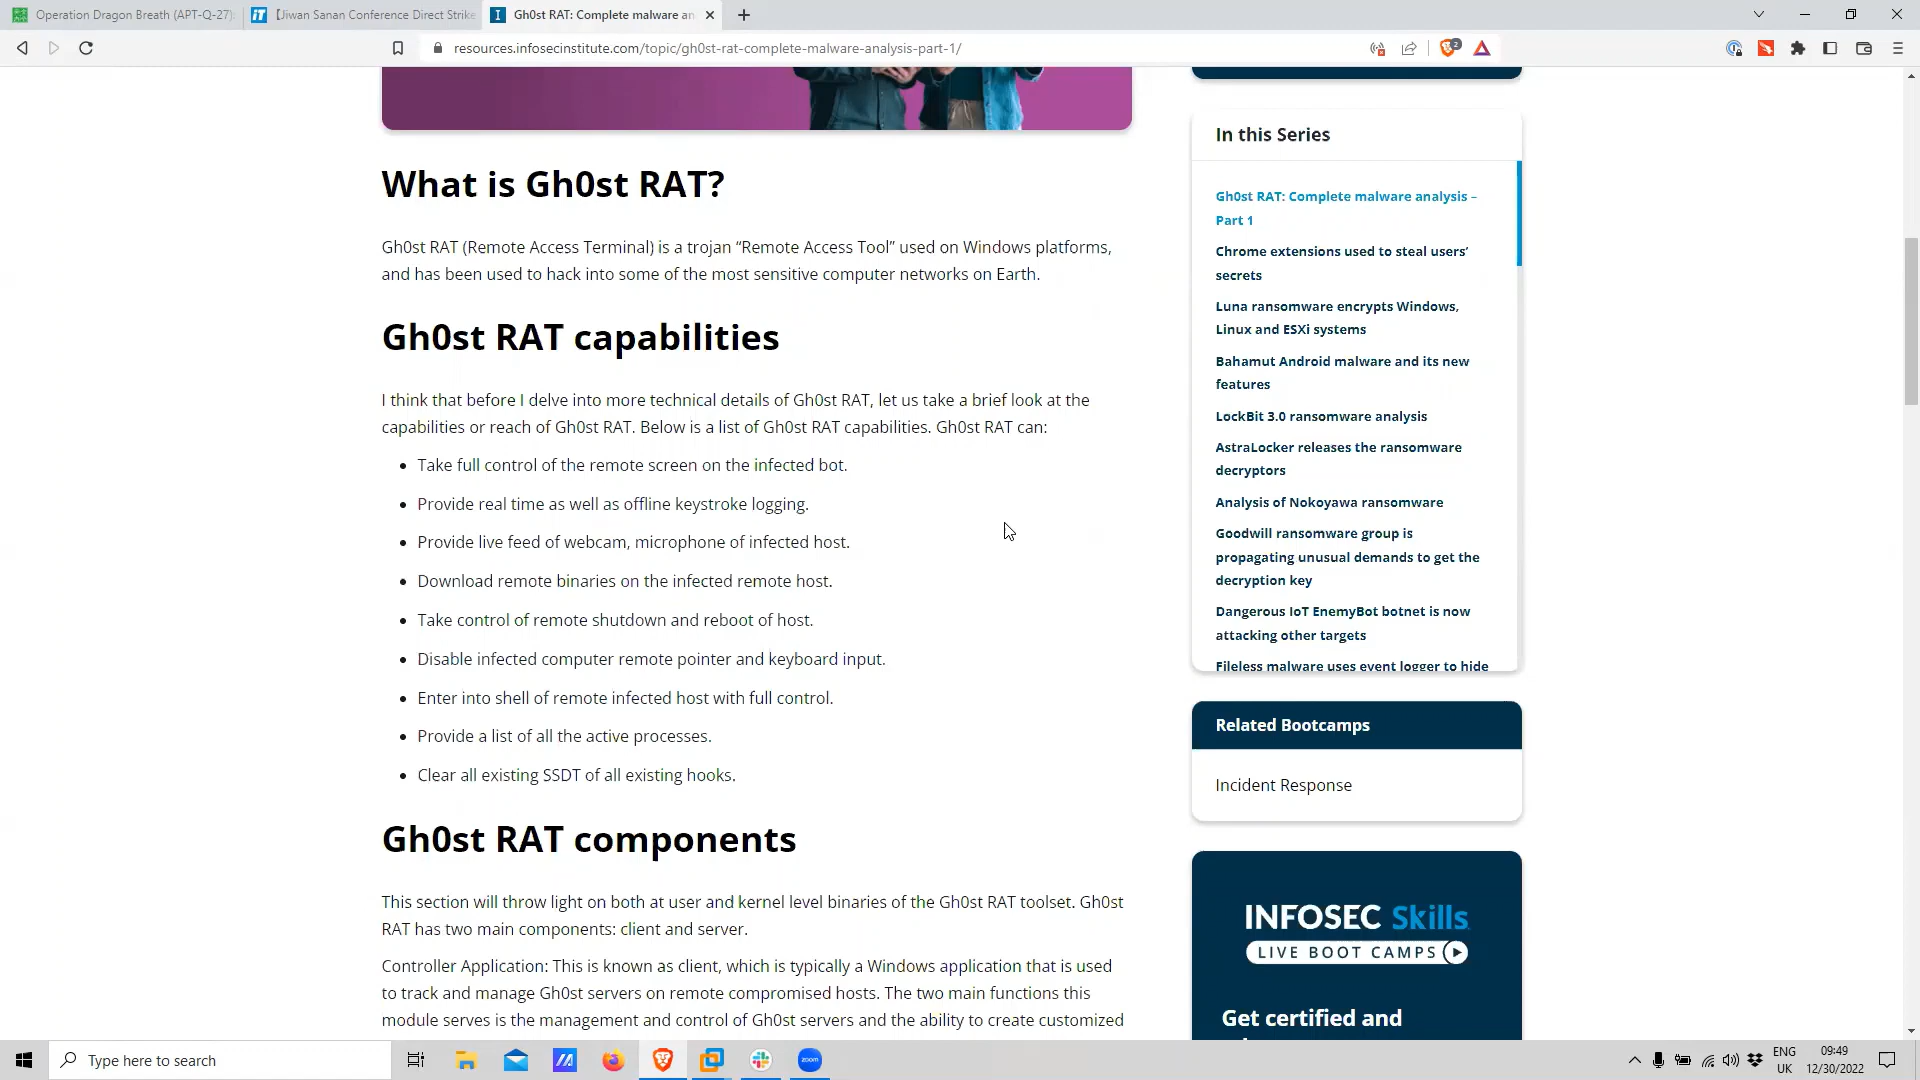 Operation Dragon Breath (APT-Q-27):
【Jiwan Sanan Conference Direct Strike
Gh0st RAT: Complete malware an
resources.infosecinstitute.com/topic/gh0st-rat-complete-malware-analysis-part-1/
2
What is Gh0st RAT?
Gh0st RAT (Remote Access Terminal) is a trojan “Remote Access Tool” used on Windows platforms,
and has been used to hack into some of the most sensitive computer networks on Earth.
Gh0st RAT capabilities
I think that before I delve into more technical details of Gh0st RAT, let us take a brief look at the
capabilities or reach of Gh0st RAT. Below is a list of Gh0st RAT capabilities. Gh0st RAT can:
• Take full control of the remote screen on the infected bot.
• Provide real time as well as offline keystroke logging.
• Provide live feed of webcam, microphone of infected host.
• Download remote binaries on the infected remote host.
• Take control of remote shutdown and reboot of host.
• Disable infected computer remote pointer and keyboard input.
• Enter into shell of remote infected host with full control.
• Provide a list of all the active processes.
• Clear all existing SSDT of all existing hooks.
Gh0st RAT components
This section will throw light on both at user and kernel level binaries of the Gh0st RAT toolset. Gh0st
RAT has two main components: client and server.
Controller Application: This is known as client, which is typically a Windows application that is used
to track and manage Gh0st servers on remote compromised hosts. The two main functions this
module serves is the management and control of Gh0st servers and the ability to create customized
In this Series
Gh0st RAT: Complete malware analysis –
Part 1
Chrome extensions used to steal users’
secrets
Luna ransomware encrypts Windows,
Linux and ESXi systems
Bahamut Android malware and its new
features
LockBit 3.0 ransomware analysis
AstraLocker releases the ransomware
decryptors
Analysis of Nokoyawa ransomware
Goodwill ransomware group is
propagating unusual demands to get the
decryption key
Dangerous IoT EnemyBot botnet is now
attacking other targets
Fileless malware uses event logger to hide
Related Bootcamps
Incident Response
INFOSEC Skills
LIVE BOOT CAMPS
Get certified and
Type here to search
zoom
ENG
UK
09:49
12/30/2022